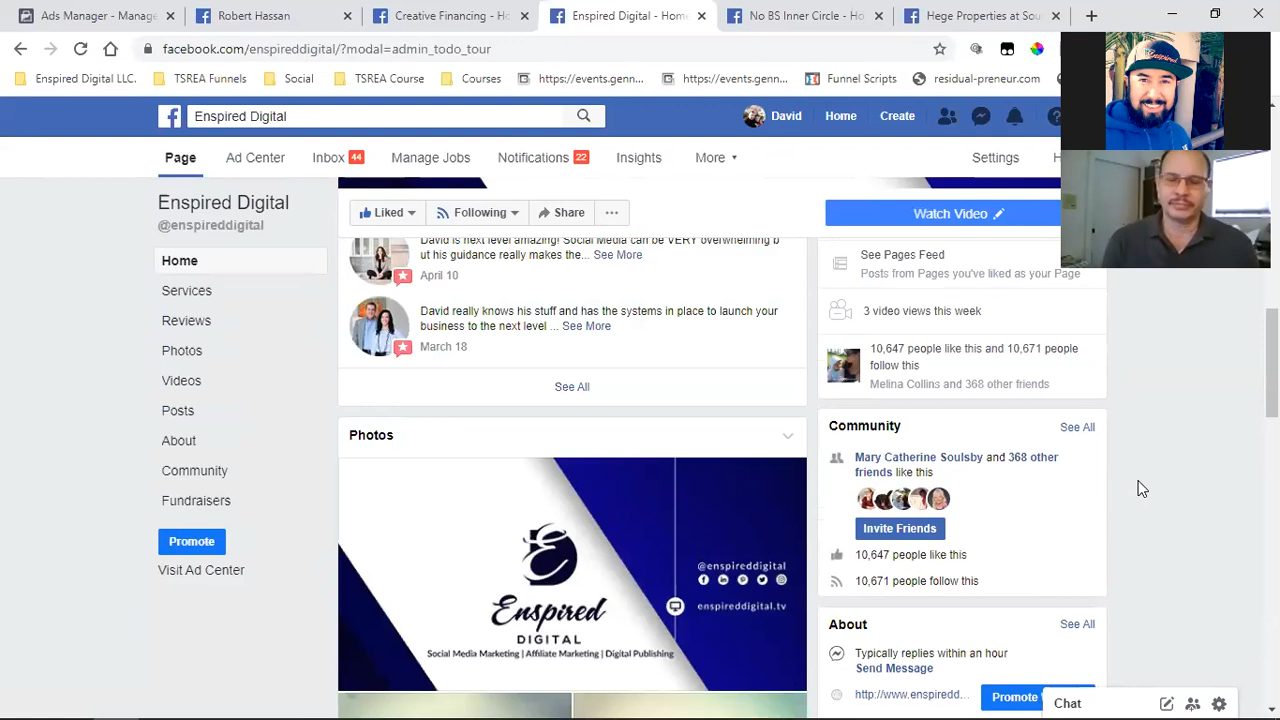 Ads Manager - Manage
Robert Hassan
Creative Financing - Ho
Enspired Digital - Home
No BS Inner Circle - Ho
Hege Properties at Sou
facebook.com/enspireddigital/?modal=admin_todo_tour
Enspired Digital LLC.
TSREA Funnels
Social
TSREA Course
Courses
https://events.genn...
https://events.genn...
Funnel Scripts
residual-preneur.com
Enspired Digital
David
Home
Create
Page
Ad Center
Inbox 44
Manage Jobs
Notifications 22
Insights
More
Settings
H
Enspired Digital
@enspireddigital
Home
Services
Reviews
Photos
Videos
Posts
About
Community
Fundraisers
Promote
Visit Ad Center
Liked
Following
Share
...
Watch Video
David is next level amazing! Social Media can be VERY overwhelming b
ut his guidance really makes the... See More
April 10
David really knows his stuff and has the systems in place to launch your
business to the next level ... See More
March 18
See All
Photos
E
Enspired
DIGITAL
Social Media Marketing | Affiliate Marketing | Digital Publishing
@enspireddigital
enspireddigital.tv
See Pages Feed
Posts from Pages you've liked as your Page
3 video views this week
10,647 people like this and 10,671 people
follow this
Melina Collins and 368 other friends
Community
See All
Mary Catherine Soulsby and 368 other
friends like this
Invite Friends
10,647 people like this
10,671 people follow this
About
See All
Typically replies within an hour
Send Message
http://www.enspiredd...
Promote
Chat